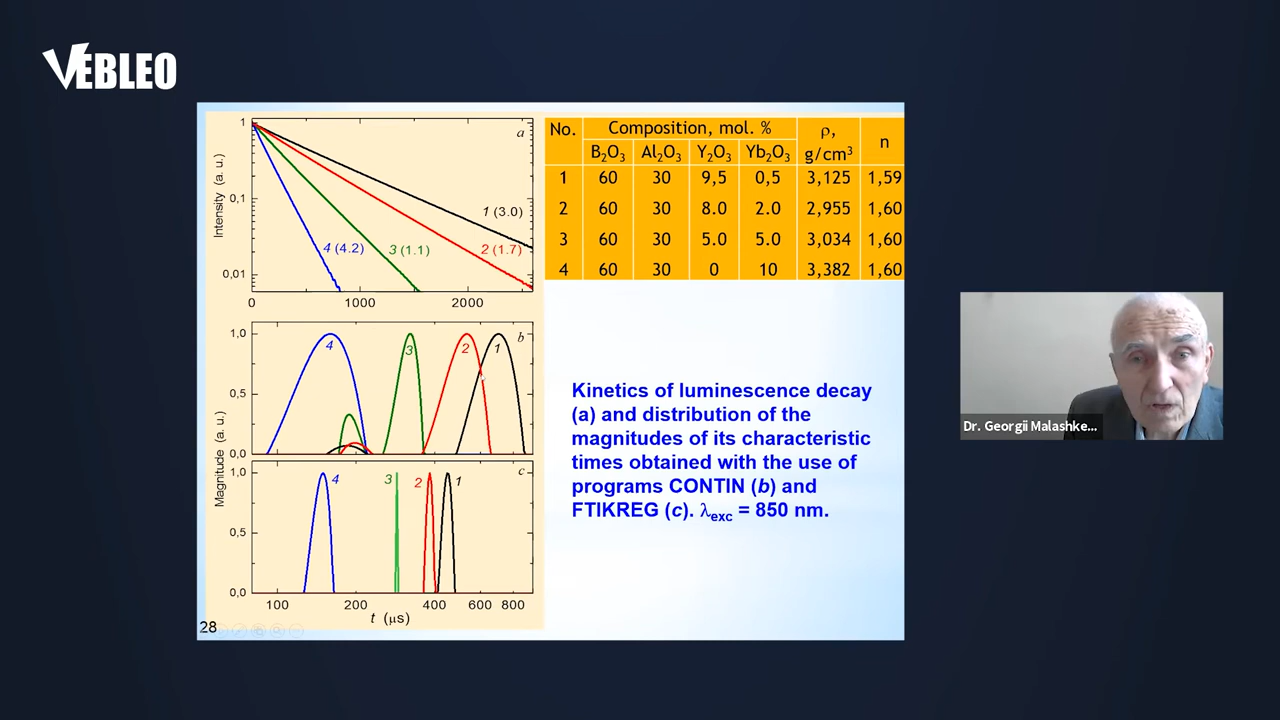 VEBLEO
1
0,1
0,01
Intensity (a. u.)
a
1 (3.0)
4 (4.2)
3 (1.1)
2 (1.7)
0
1000
2000
No.
Composition, mol. %
ρ, g/cm³
n
B₂O₃ Al₂O₃ Y₂O₃ Yb₂O₃
1 60 30 9,5 0,5 3,125 1,59
2 60 30 8.0 2.0 2,955 1,60
3 60 30 5.0 5.0 3,034 1,60
4 60 30 0 10 3,382 1,60
1,0
0,5
0,0
b
4
3
2
1
Magnitude (a. u.)
1,0
0,5
0,0
c
4
3
2
1
100 200 400 600 800
t (μs)
Kinetics of luminescence decay
(a) and distribution of the
magnitudes of its characteristic
times obtained with the use of
programs CONTIN (b) and
FTIKREG (c). λexc = 850 nm.
28
Dr. Georgii Malashke...